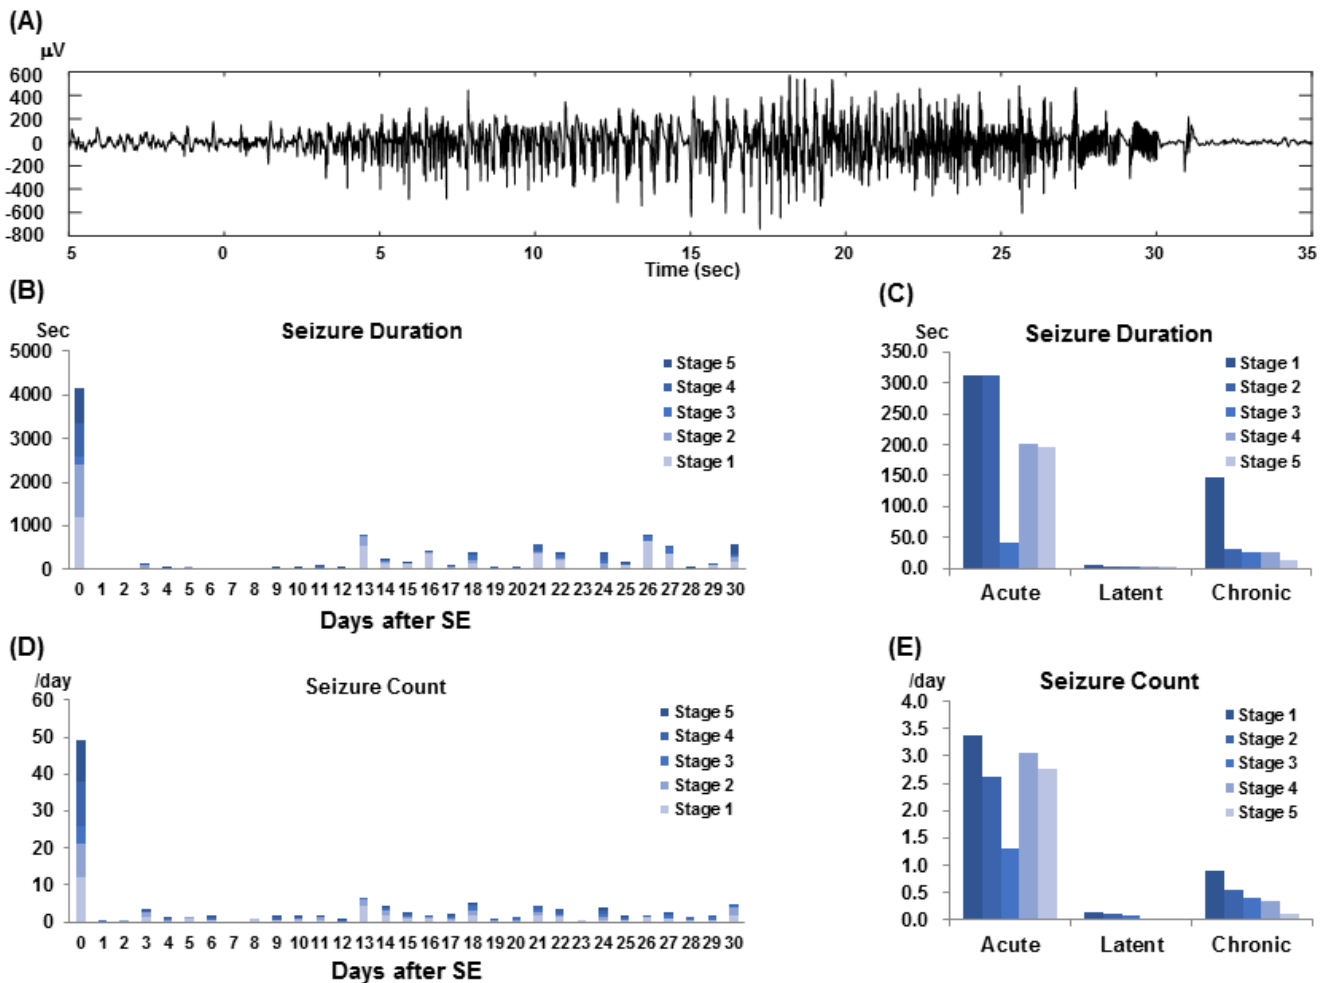 (A)
μV
600
400
200
0
-200
-400
-600
-800
5 0 5 10 15 20 25 30 35
Time (sec)
(B)
Sec
Seizure Duration
5000
4000
3000
2000
1000
0
Stage 5
Stage 4
Stage 3
Stage 2
Stage 1
0 1 2 3 4 5 6 7 8 9 10 11 12 13 14 15 16 17 18 19 20 21 22 23 24 25 26 27 28 29 30
Days after SE
(C)
Sec
Seizure Duration
350.0
300.0
250.0
200.0
150.0
100.0
50.0
0.0
Stage 1
Stage 2
Stage 3
Stage 4
Stage 5
Acute Latent Chronic
(D)
/day
Seizure Count
60
50
40
30
20
10
0
Stage 5
Stage 4
Stage 3
Stage 2
Stage 1
0 1 2 3 4 5 6 7 8 9 10 11 12 13 14 15 16 17 18 19 20 21 22 23 24 25 26 27 28 29 30
Days after SE
(E)
/day
Seizure Count
4.0
3.5
3.0
2.5
2.0
1.5
1.0
0.5
0.0
Stage 1
Stage 2
Stage 3
Stage 4
Stage 5
Acute Latent Chronic